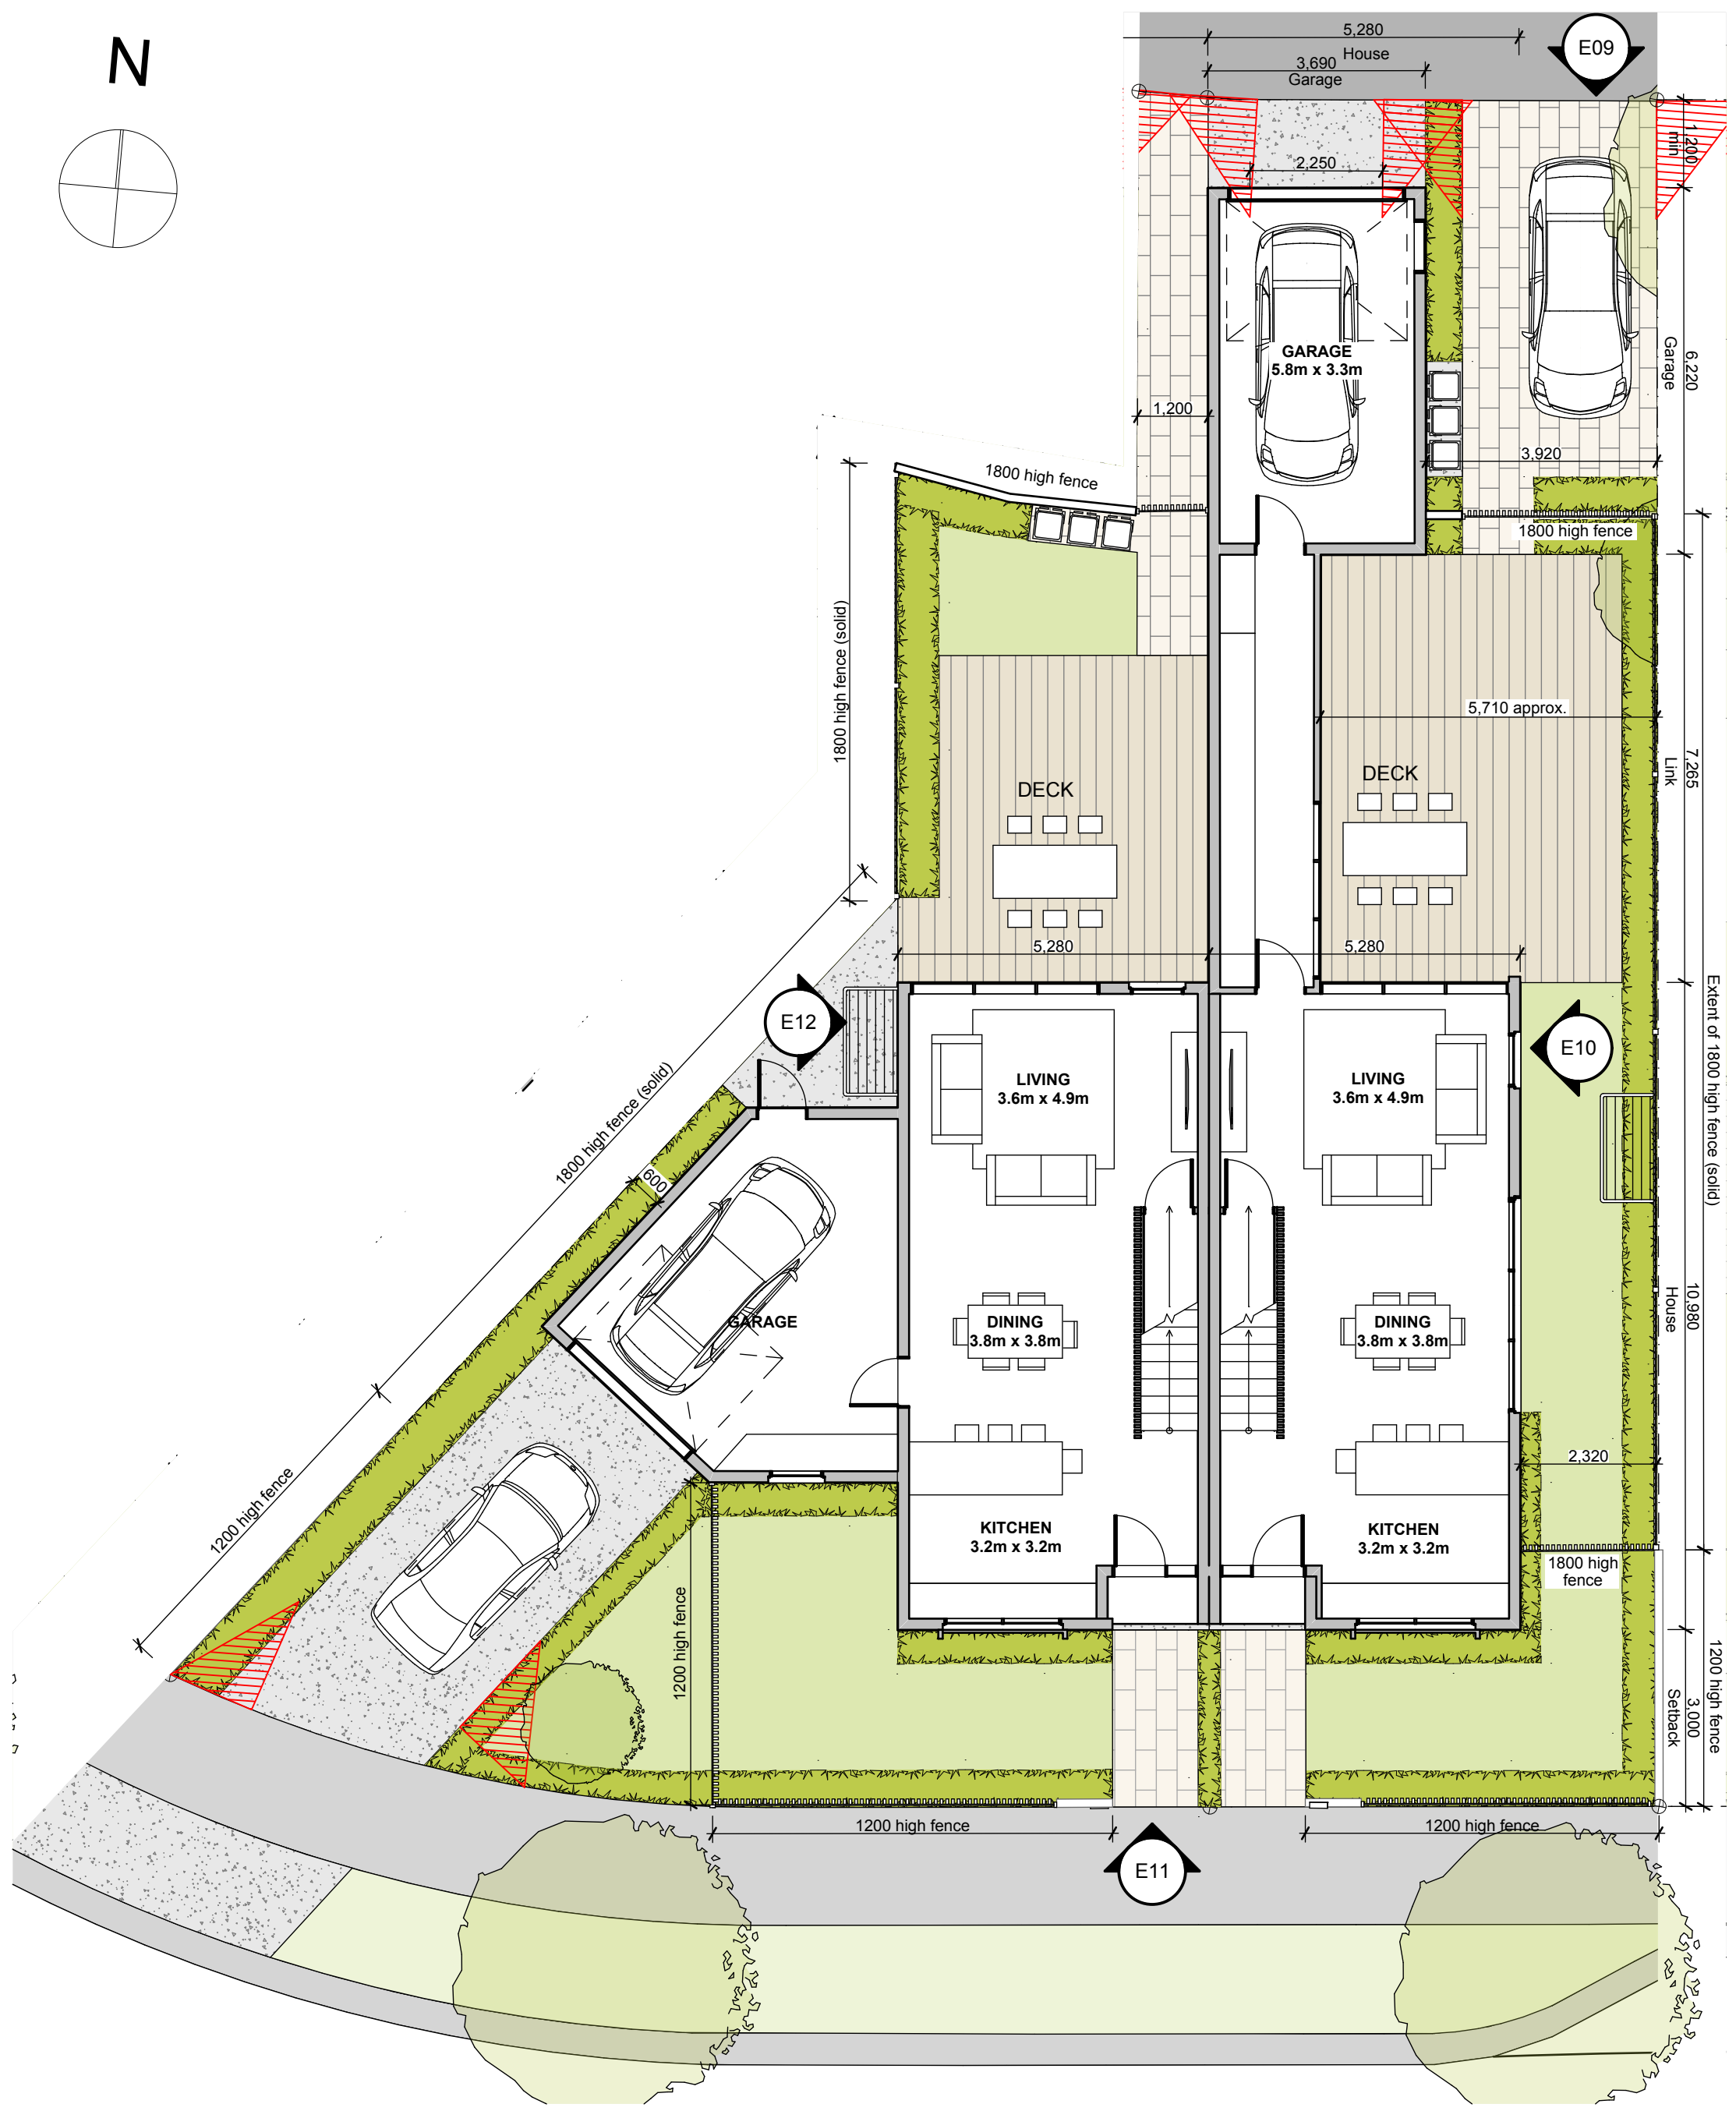 N
5,280
House
3,690
Garage
E09
1,200
min
2,250
GARAGE
5.8m x 3.3m
6,220
Garage
1,200
3,920
1800 high fence
1800 high fence
1800 high fence (solid)
5,710 approx.
DECK
DECK
7,265
Link
5,280
5,280
Extent of 1800 high fence (solid)
E12
E10
LIVING
3.6m x 4.9m
LIVING
3.6m x 4.9m
1800 high fence (solid)
600
GARAGE
DINING
3.8m x 3.8m
DINING
3.8m x 3.8m
10,980
House
2,320
1200 high fence
KITCHEN
3.2m x 3.2m
KITCHEN
3.2m x 3.2m
1800 high
fence
1200 high fence
1200 high fence
3,000
Setback
1200 high fence
1200 high fence
E11